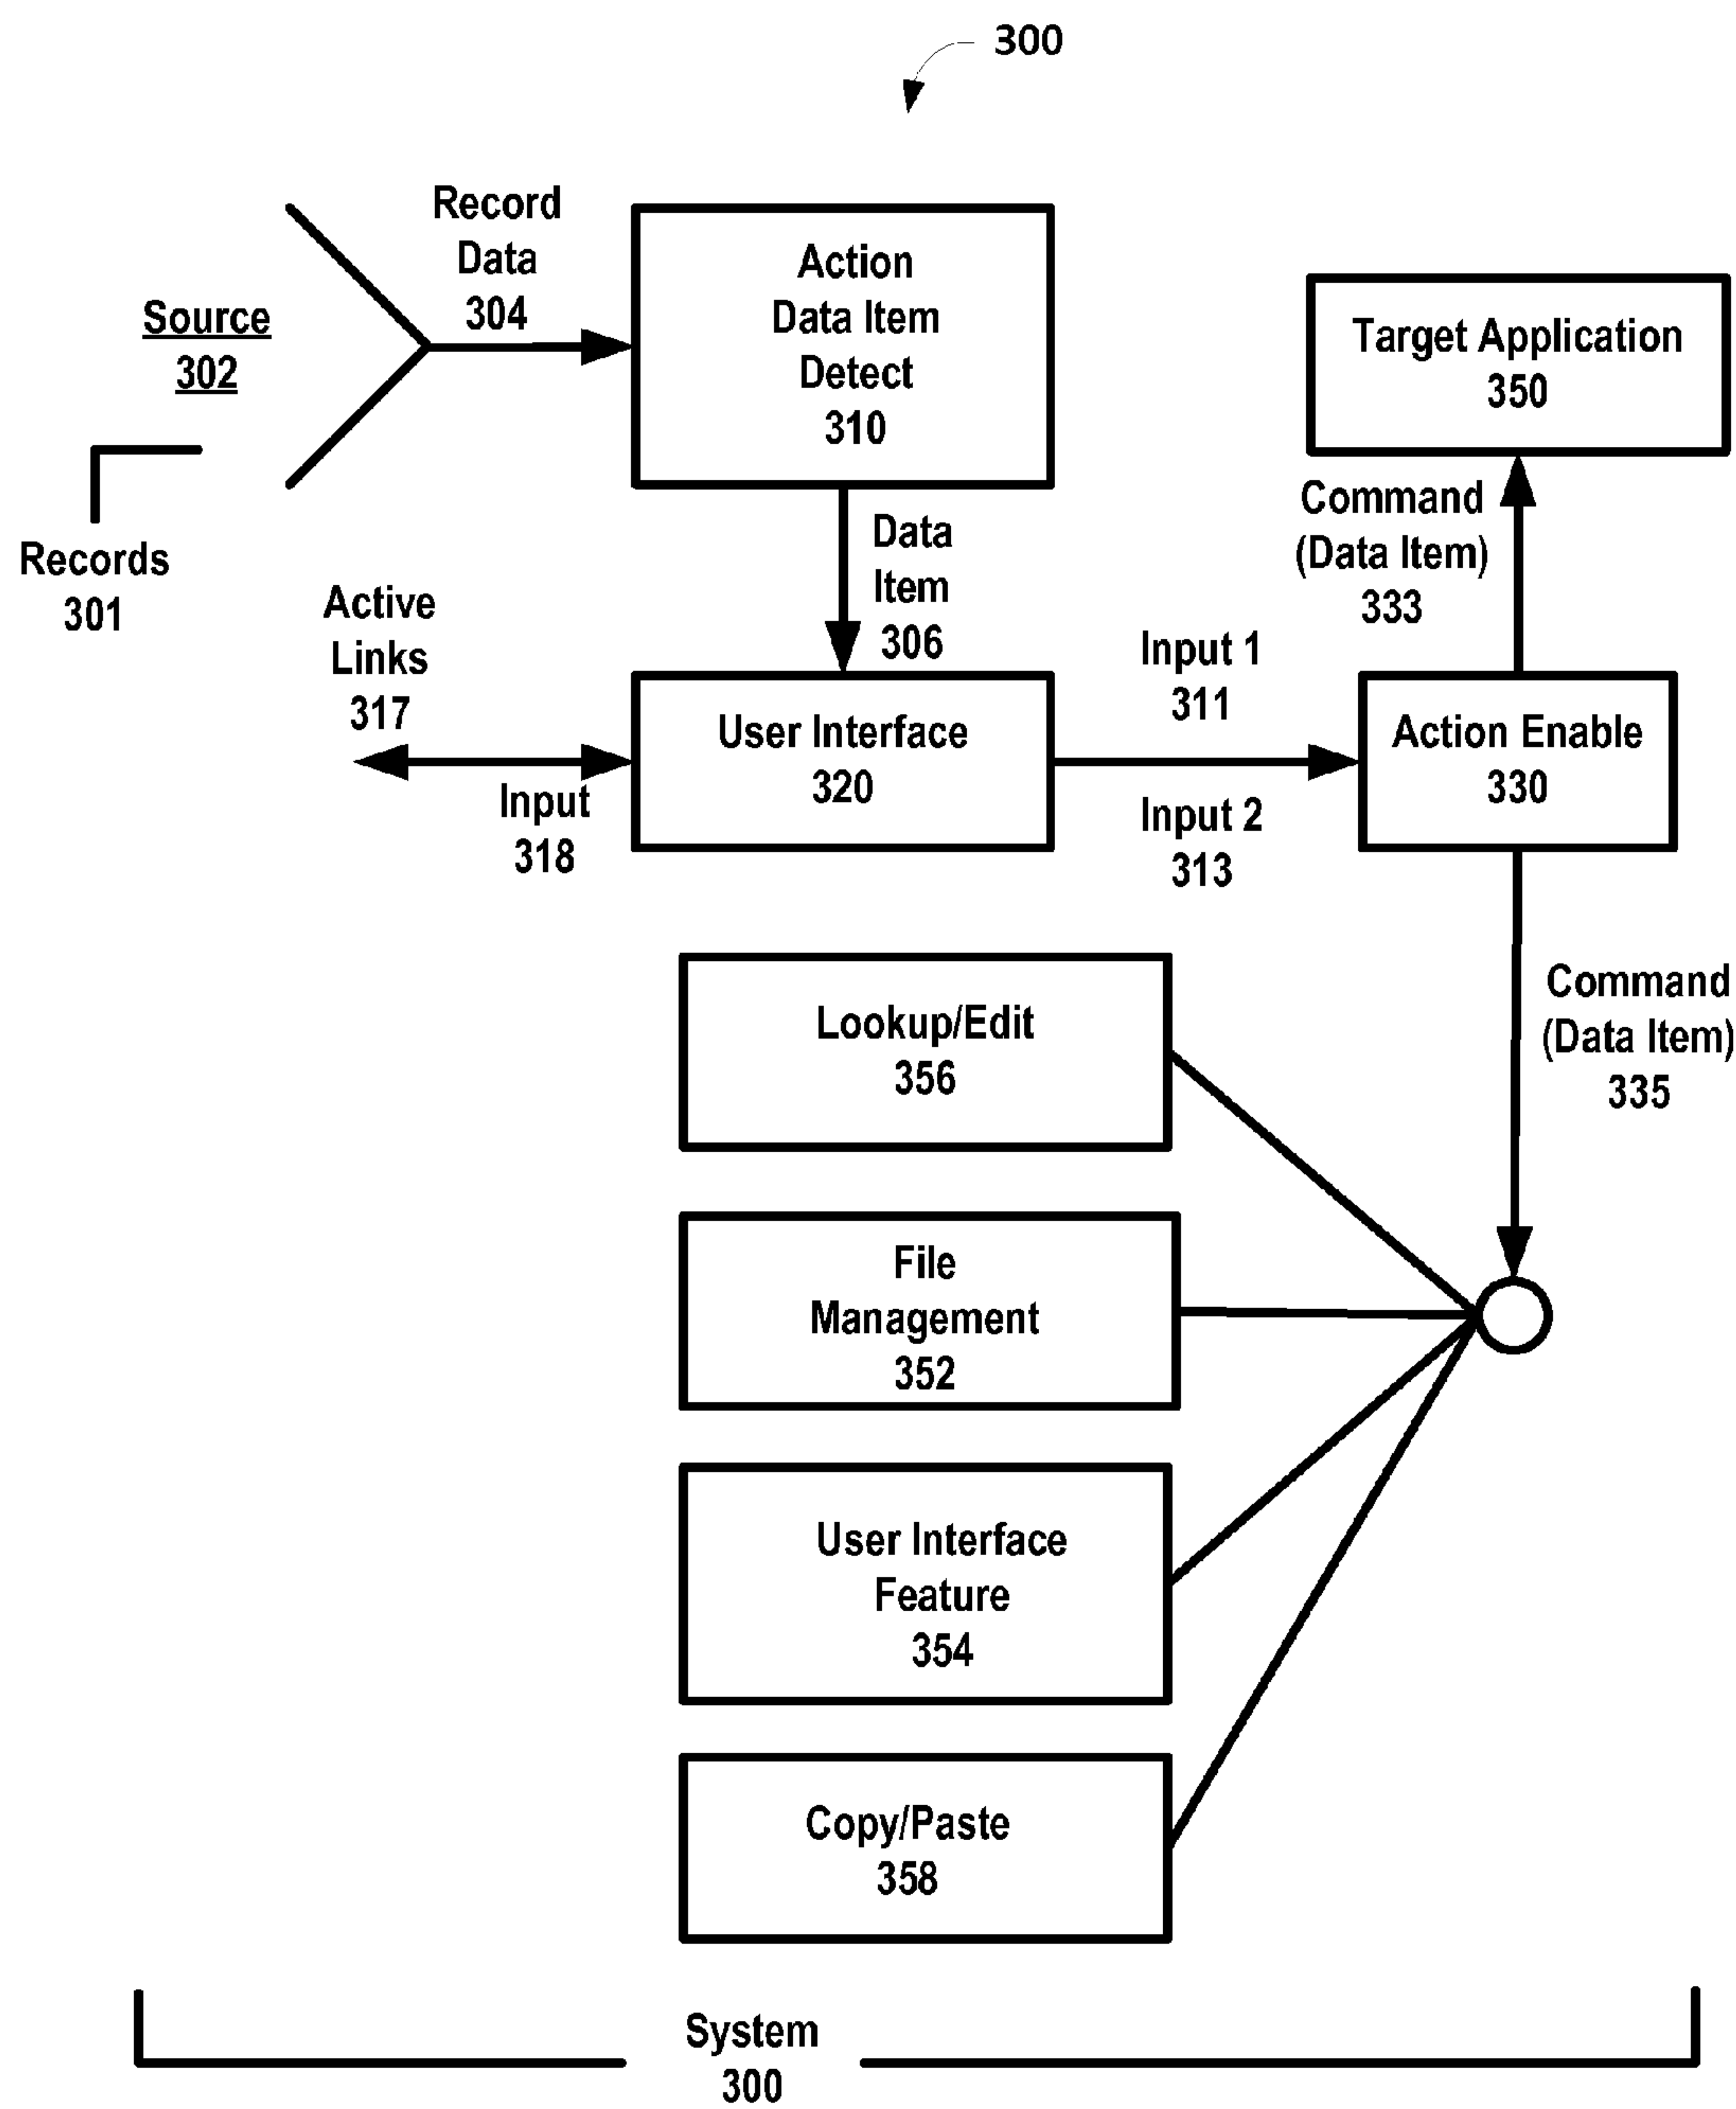 300
Record
Data
304
Source
302
Records
301
Action
Data Item
Detect
310
Target Application
350
Data
Item
306
Command
(Data Item)
333
Active
Links
317
Input
318
User Interface
320
Input 1
311
Input 2
313
Action Enable
330
Command
(Data Item)
335
Lookup/Edit
356
File
Management
352
User Interface
Feature
354
Copy/Paste
358
System
300